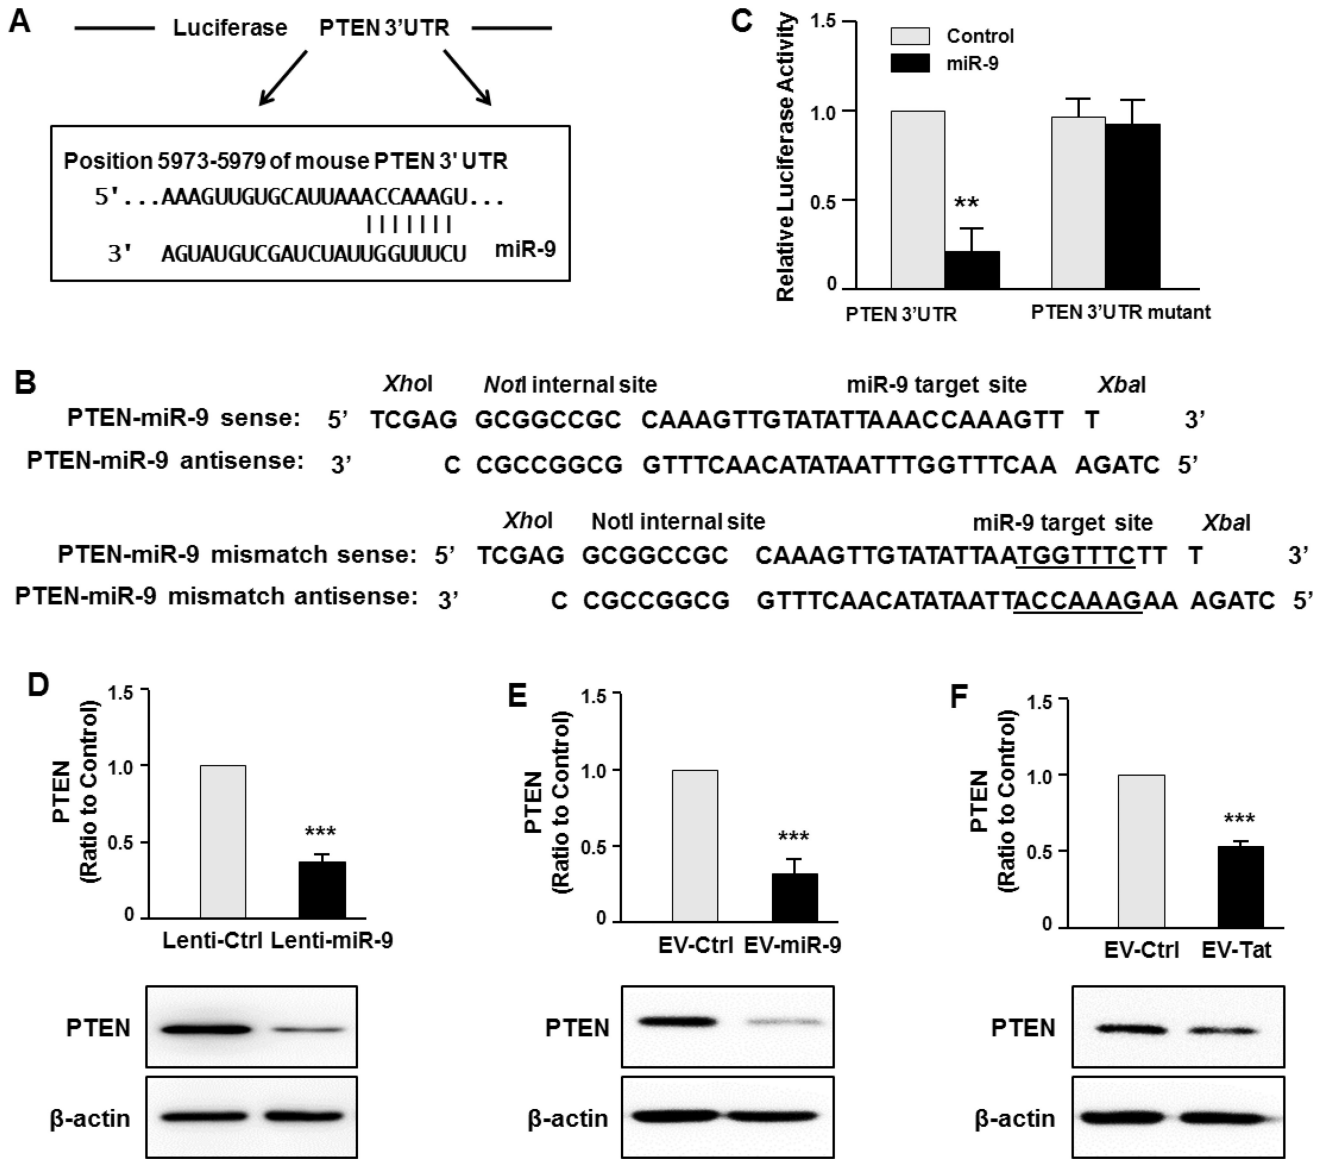 A
Luciferase PTEN 3’UTR
Position 5973-5979 of mouse PTEN 3' UTR
5'...AAAGUUGUGCAUUAAACCAAAGU...
3' AGUAUGUCGAUCUAUUGGUUUCU miR-9
C
Relative Luciferase Activity
1.5
1.0
0.5
0
Control
miR-9
**
PTEN 3’UTR
PTEN 3’UTR mutant
B
XhoI NotI internal site miR-9 target site XbaI
PTEN-miR-9 sense: 5’ TCGAG GCGGCCGC CAAAGTTGTATATTAAACCAAAGTT T 3’
PTEN-miR-9 antisense: 3’ C CGCCGGCG GTTTCAACATATAATTTGGTTTCAA AGATC 5’
XhoI NotI internal site miR-9 target site XbaI
PTEN-miR-9 mismatch sense: 5’ TCGAG GCGGCCGC CAAAGTTGTATATTAATGGTTTCTT T 3’
PTEN-miR-9 mismatch antisense: 3’ C CGCCGGCG GTTTCAACATATAATTACCAAAGAA AGATC 5’
D
PTEN
(Ratio to Control)
1.5
1.0
0.5
0
***
Lenti-Ctrl Lenti-miR-9
PTEN
β-actin
E
PTEN
(Ratio to Control)
1.5
1.0
0.5
0
***
EV-Ctrl EV-miR-9
PTEN
β-actin
F
PTEN
(Ratio to Control)
1.5
1.0
0.5
0
***
EV-Ctrl EV-Tat
PTEN
β-actin